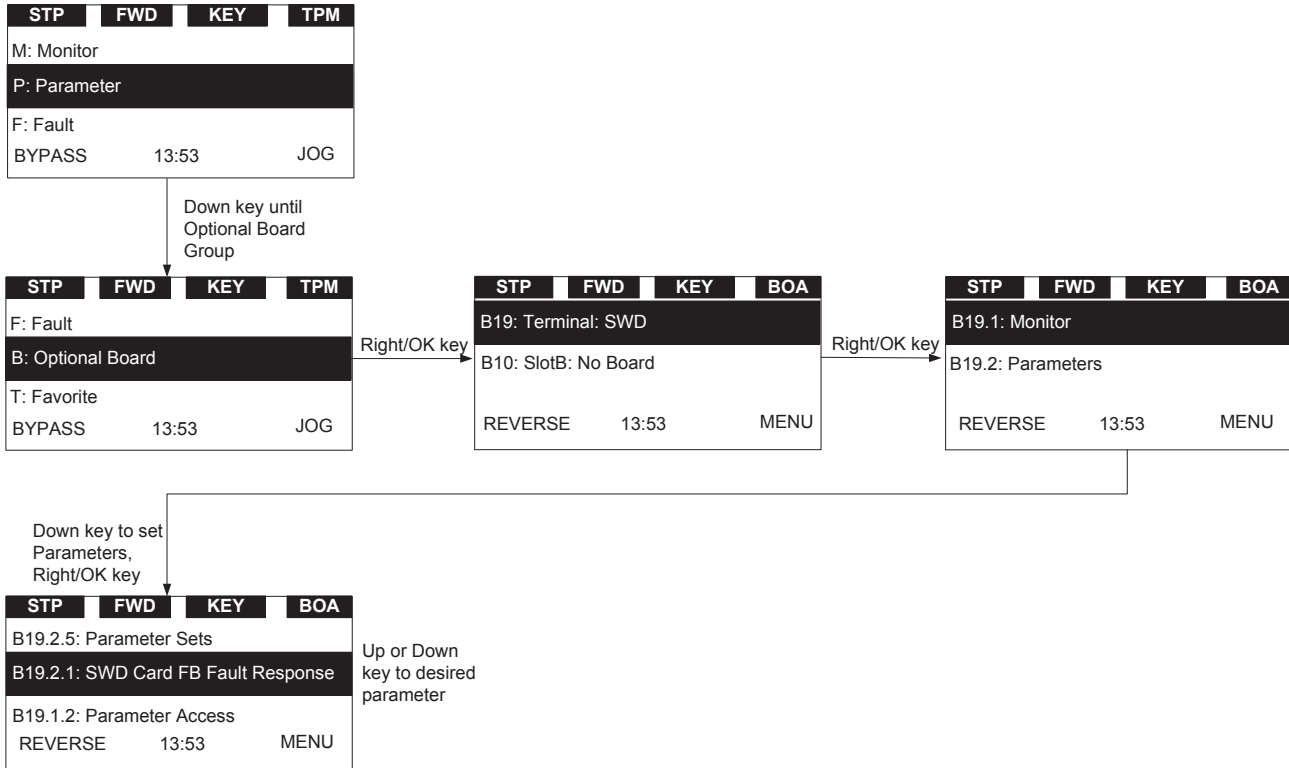 STP FWD KEY TPM
M: Monitor
P: Parameter
F: Fault
BYPASS 13:53 JOG
Down key until
Optional Board
Group
STP FWD KEY TPM
F: Fault
B: Optional Board
T: Favorite
BYPASS 13:53 JOG
Right/OK key
STP FWD KEY BOA
B19: Terminal: SWD
B10: SlotB: No Board
REVERSE 13:53 MENU
Right/OK key
STP FWD KEY BOA
B19.1: Monitor
B19.2: Parameters
REVERSE 13:53 MENU
Down key to set
Parameters,
Right/OK key
STP FWD KEY BOA
B19.2.5: Parameter Sets
B19.2.1: SWD Card FB Fault Response
B19.1.2: Parameter Access
REVERSE 13:53 MENU
Up or Down
key to desired
parameter